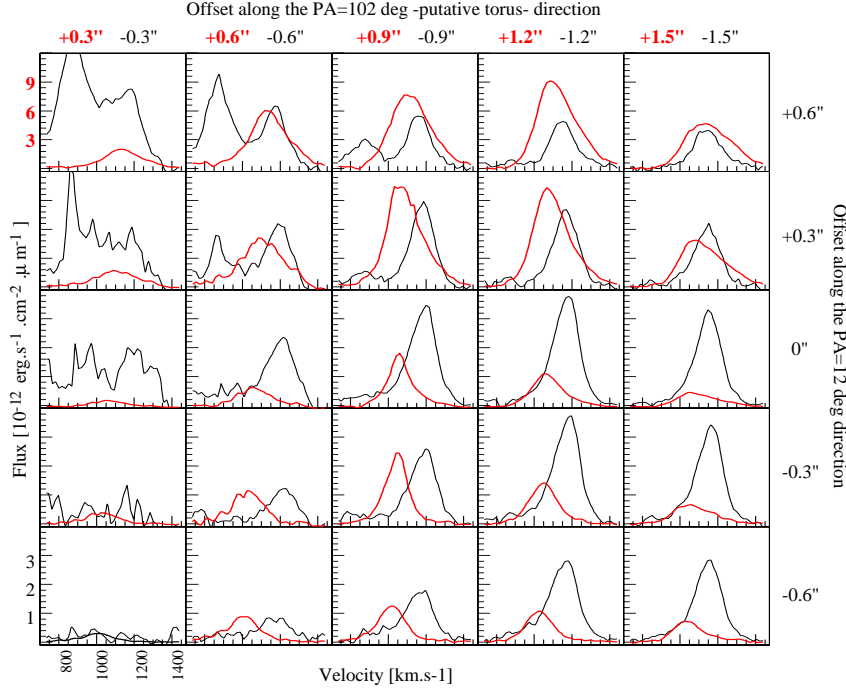 Offset along the PA=102 deg -putative torus- direction
+0.3" -0.3" +0.6" -0.6" +0.9" -0.9" +1.2" -1.2" +1.5" -1.5"
9
6
3
+0.6"
+0.3"
0"
-0.3"
-0.6"
Offset along the PA=12 deg direction
Flux [10⁻¹² erg.s⁻¹ .cm⁻² .μ m⁻¹ ]
3
2
1
800 1000 1200 1400
Velocity [km.s-1]